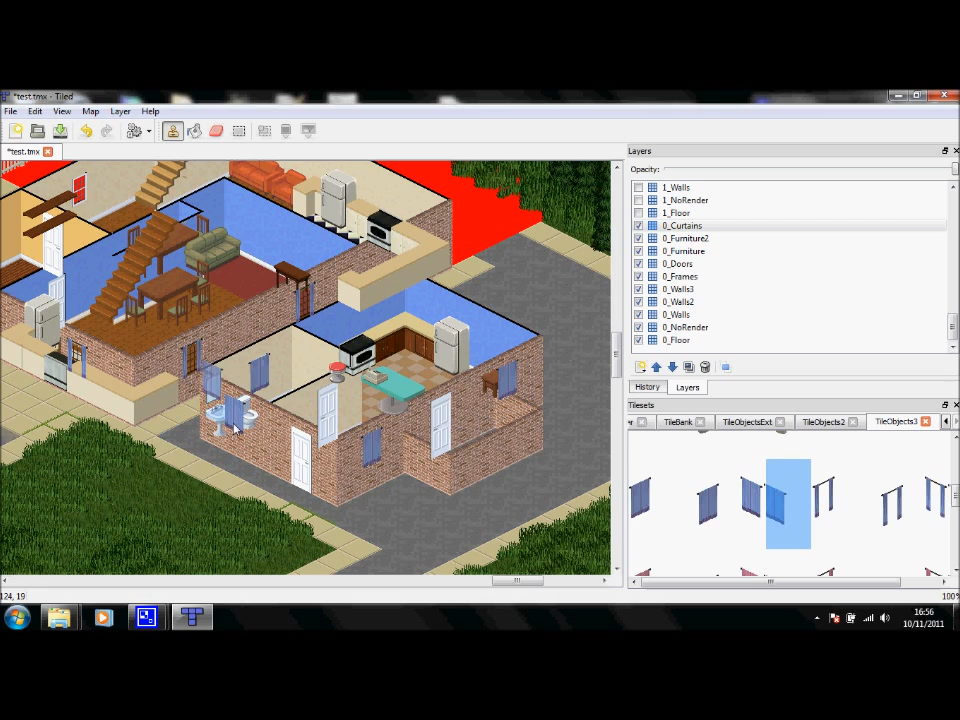 *test.tmx - Tiled
File Edit View Map Layer Help
*test.tmx
Layers
Opacity:
1_Walls
1_NoRender
1_Floor
0_Curtains
0_Furniture2
0_Furniture
0_Doors
0_Frames
0_Walls3
0_Walls2
0_Walls
0_NoRender
0_Floor
History Layers
Tilesets
TileBank TileObjectsExt TileObjects2 TileObjects3
124, 19
100%
16:56
10/11/2011